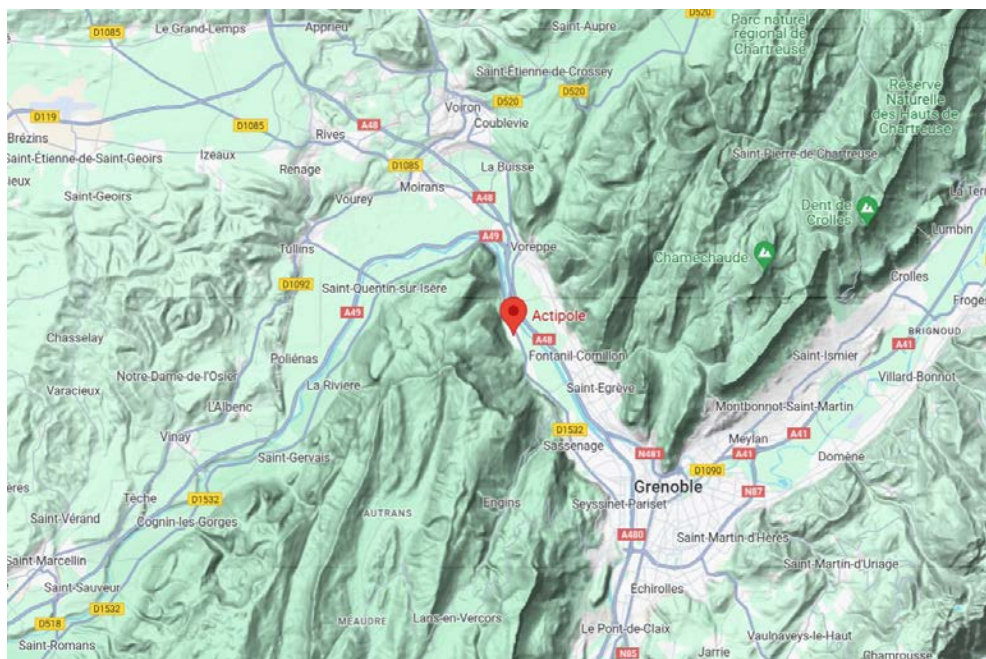 D520
Parc naturel
régional de
Chartreuse
D1085
Le Grand-Lemps
Apprieu
Saint-Aupre
Saint-Étienne-de-Crossey
D520
D520
Réserve
Naturelle
des Hauts de
Chartreuse
D119
Brézins
D1085
A48
Rives
Voiron
Coublevie
Saint-Étienne-de-Saint-Geoirs
Izeaux
Renage
D1085
La Buisse
Saint-Pierre-de-Chartreuse
Saint-Geoirs
Vourey
Moirans
A48
Dent de
Crolles
Lumbin
Tullins
A49
Voreppe
Chamechaude
D1092
Saint-Quentin-sur-Isère
Crolles
Froges
A49
Actipole
A48
BRIGNOUD
A41
Chasselay
Poliénas
Fontanil-Cornillon
Saint-Ismier
Notre-Dame-de-l'Osier
Villard-Bonnot
Varacieux
La Riviere
Saint-Egrève
L'Albenc
Montbonnot-Saint-Martin
Vinay
D1532
Sassenage
Meylan
A41
Saint-Gervais
N481
A41
D1090
Domène
Grenoble
N87
Têche
D1532
Engins
Seyssinet-Pariset
Saint-Vérand
Cognin-les-Gorges
AUTRANS
A480
Saint-Martin-d'Hères
Saint-Marcellin
Saint-Martin-d'Uriage
Saint-Sauveur
Echirolles
D1532
D518
MÉAUDRE
Lans-en-Vercors
Le Pont-de-Claix
Vaulnaveys-le-Haut
Saint-Romans
N85
Jarrie
Chamrousse